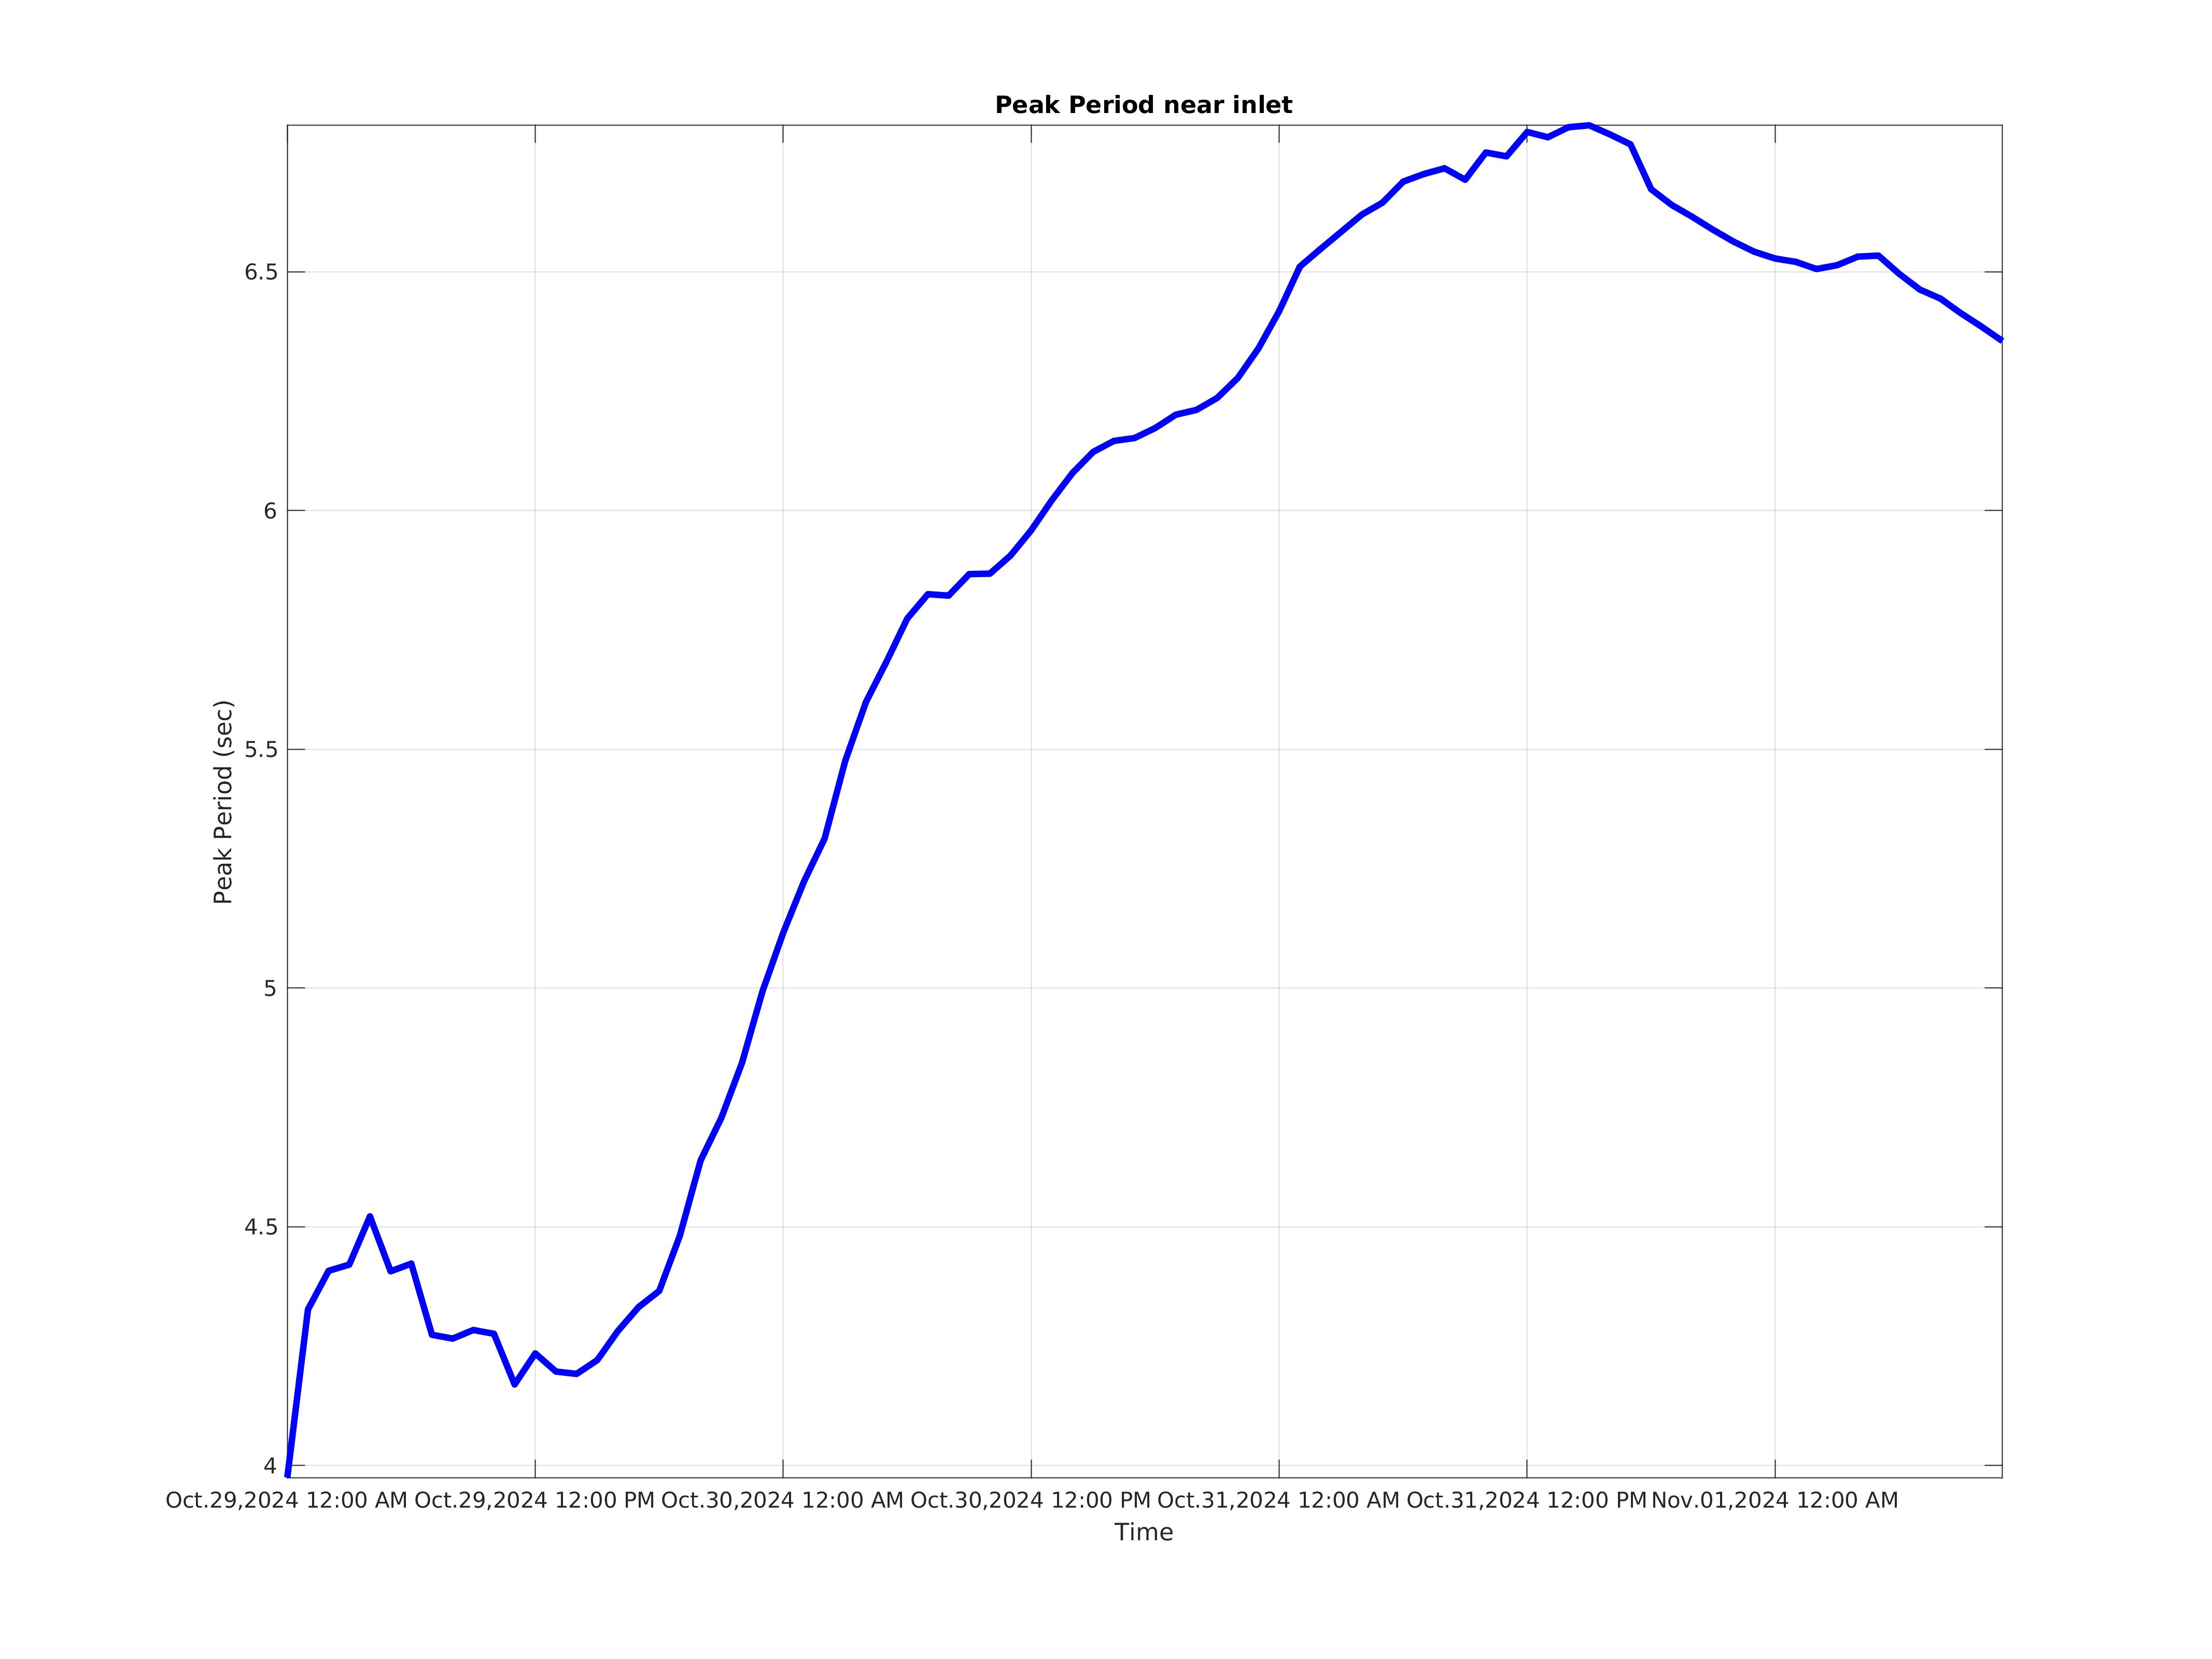 Peak Period near inlet
6.5
6
5.5
5
4.5
4
Peak Period (sec)
Oct.29,2024 12:00 AM Oct.29,2024 12:00 PM Oct.30,2024 12:00 AM Oct.30,2024 12:00 PM Oct.31,2024 12:00 AM Oct.31,2024 12:00 PM Nov.01,2024 12:00 AM
Time